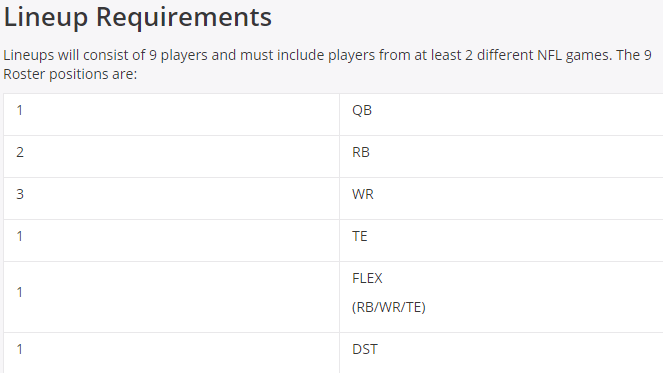 Lineup Requirements
Lineups will consist of 9 players and must include players from at least 2 different NFL games. The 9
Roster positions are:
1 QB
2 RB
3 WR
1 TE
1 FLEX
(RB/WR/TE)
1 DST